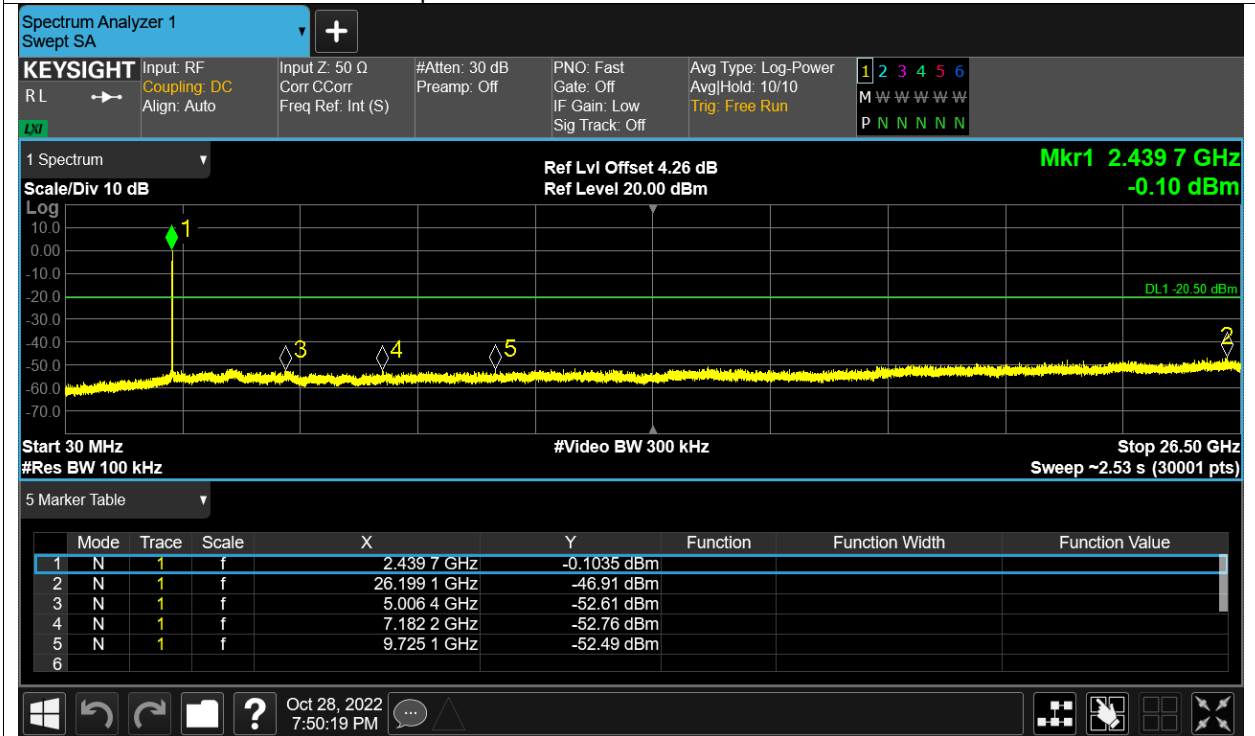 Spectrum Analyzer 1
Swept SA
+
KEYSIGHT Input: RF Input Z: 50 Ω #Atten: 30 dB PNO: Fast Avg Type: Log-Power 1 2 3 4 5 6
RL Coupling: DC Corr CCorr Preamp: Off Gate: Off Avg|Hold: 10/10 M W W W W W W
Align: Auto Freq Ref: Int (S) IF Gain: Low Trig: Free Run
LXI Sig Track: Off P N N N N N N
1 Spectrum Ref Lvl Offset 4.26 dB Mkr1 2.439 7 GHz
Scale/Div 10 dB Ref Level 20.00 dBm -0.10 dBm
Log
10.0 1
0.00
-10.0
-20.0 DL1 -20.50 dBm
-30.0
-40.0 3 4 5 2
-50.0
-60.0
-70.0
Start 30 MHz #Video BW 300 kHz Stop 26.50 GHz
#Res BW 100 kHz Sweep ~2.53 s (30001 pts)
5 Marker Table
Mode Trace Scale X Y Function Function Width Function Value
1 N 1 f 2.439 7 GHz -0.1035 dBm
2 N 1 f 26.199 1 GHz -46.91 dBm
3 N 1 f 5.006 4 GHz -52.61 dBm
4 N 1 f 7.182 2 GHz -52.76 dBm
5 N 1 f 9.725 1 GHz -52.49 dBm
6
? Oct 28, 2022
7:50:19 PM